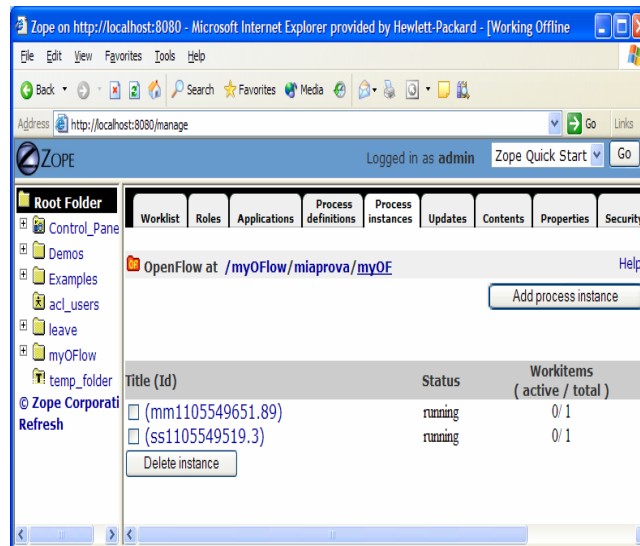 Zope on http://localhost:8080 - Microsoft Internet Explorer provided by Hewlett-Packard - [Working Offline
File Edit View Favorites Tools Help
Back Search Favorites Media
Address http://localhost:8080/manage Go Links
ZOPE Logged in as admin Zope Quick Start Go
Root Folder
Control_Pane
Demos
Examples
acl_users
leave
myOFlow
temp_folder
© Zope Corporati
Refresh
Worklist Roles Applications Process definitions Process instances Updates Contents Properties Security
OF OpenFlow at /myOFlow/miaprova/myOF Help
Add process instance
Title (Id) Status Workitems
( active / total )
(mm1105549651.89) running 0/ 1
(ss1105549519.3) running 0/ 1
Delete instance